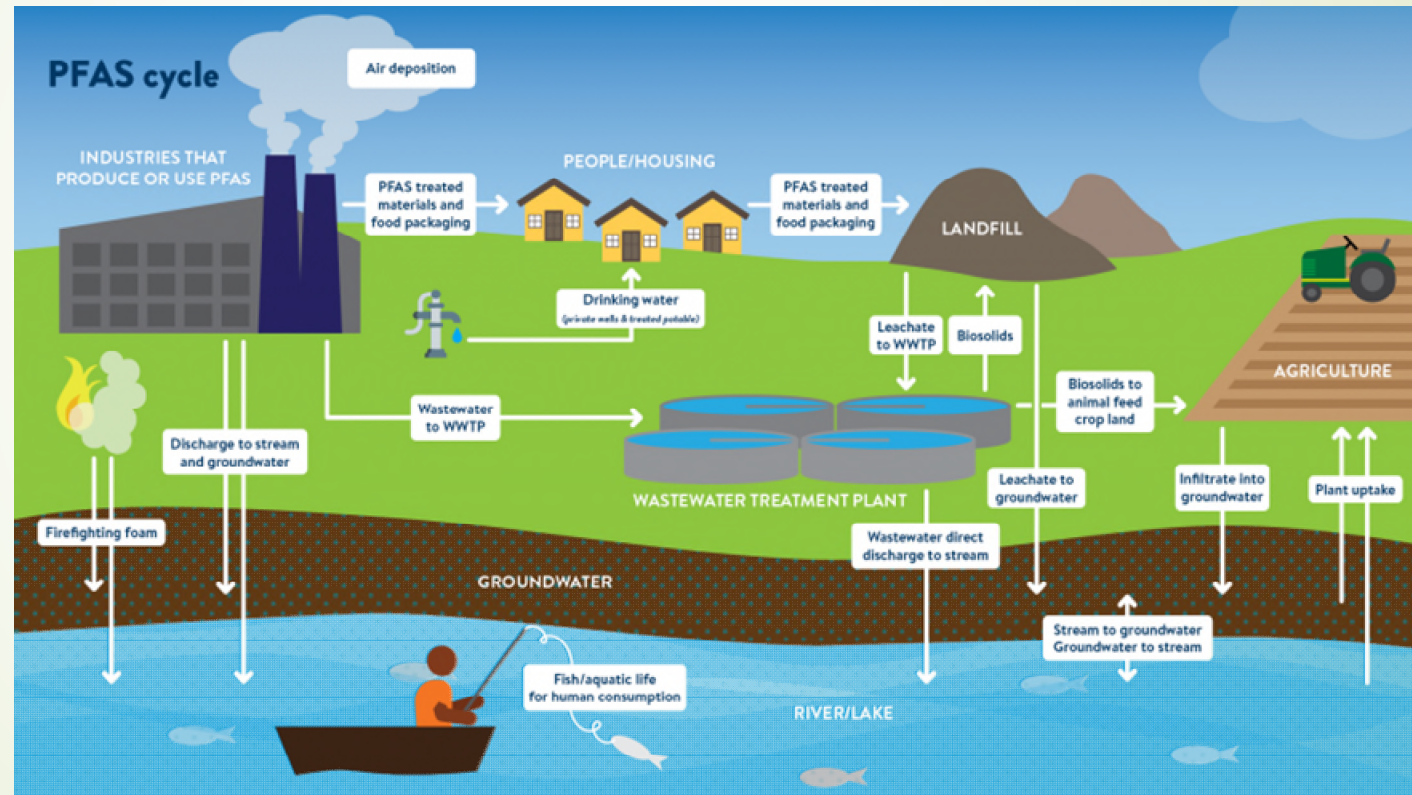 PFAS cycle
Air deposition
INDUSTRIES THAT
PRODUCE OR USE PFAS
PEOPLE/HOUSING
PFAS treated
materials and
food packaging
PFAS treated
materials and
food packaging
LANDFILL
Drinking water
(private wells & treated potable)
Leachate
to WWTP
Biosolids
AGRICULTURE
Biosolids to
animal feed
crop land
Wastewater
to WWTP
Discharge to stream
and groundwater
WASTEWATER TREATMENT PLANT
Leachate to
groundwater
Infiltrate into
groundwater
Plant uptake
Firefighting foam
Wastewater direct
discharge to stream
GROUNDWATER
Stream to groundwater
Groundwater to stream
Fish/aquatic life
for human consumption
RIVER/LAKE